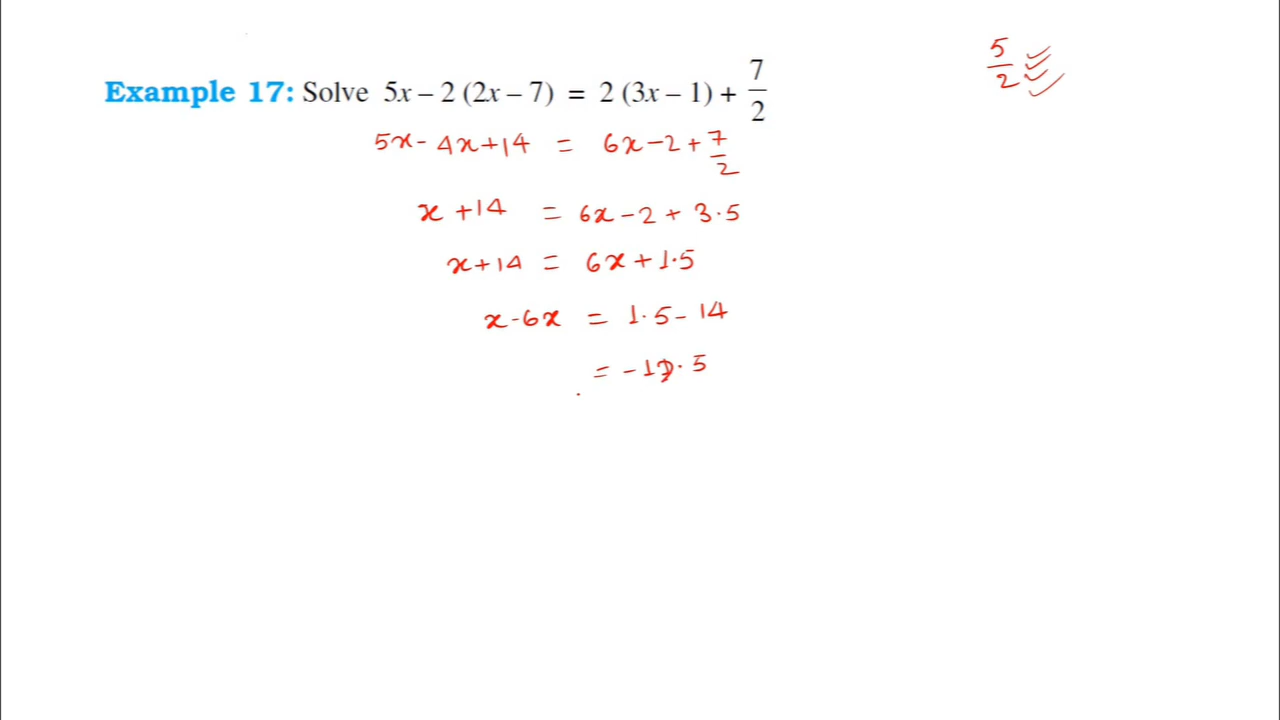 Example 17: Solve 5x – 2 (2x – 7) = 2 (3x – 1) + 7/2
5/2
5x - 4x + 14 = 6x - 2 + 7/2
x + 14 = 6x - 2 + 3.5
x + 14 = 6x + 1.5
x - 6x = 1.5 - 14
= - 12.5